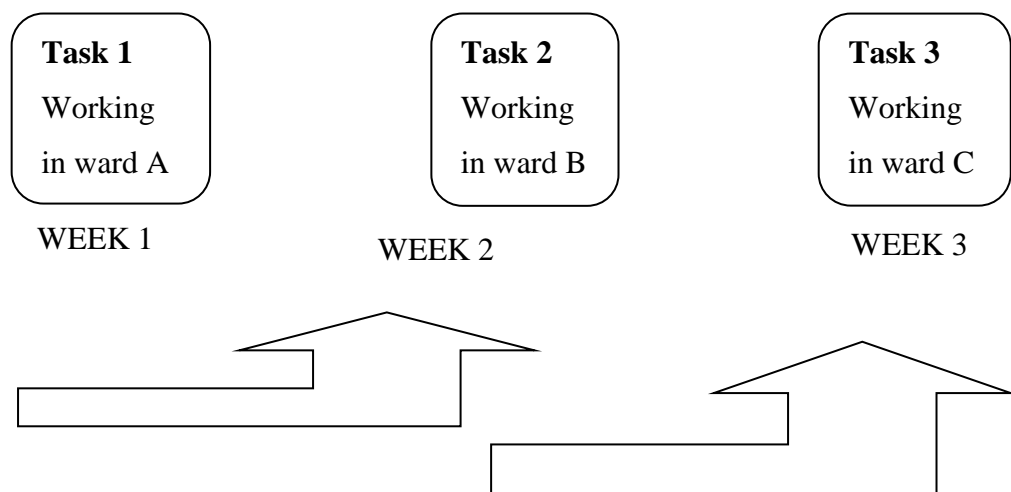 Task 1
Working
in ward A
Task 2
Working
in ward B
Task 3
Working
in ward C
WEEK 1
WEEK 2
WEEK 3